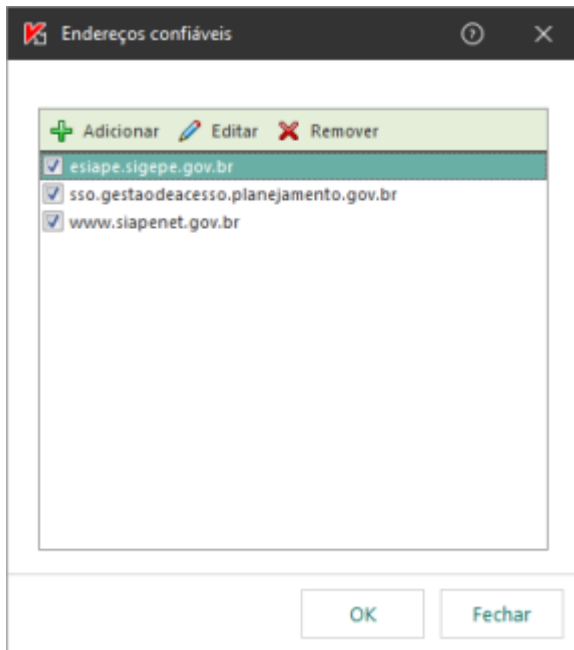 Endereços confiáveis
Adicionar Editar Remover
esiape.sigepe.gov.br
sso.gestaodeacesso.planejamento.gov.br
www.siapenet.gov.br
OK Fechar